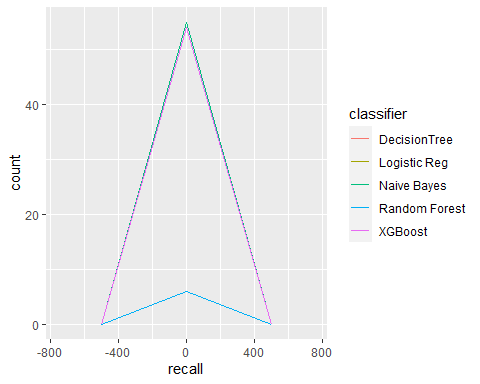 40
20
0
count
-800
-400
0
400
800
recall
classifier
DecisionTree
Logistic Reg
Naive Bayes
Random Forest
XGBoost